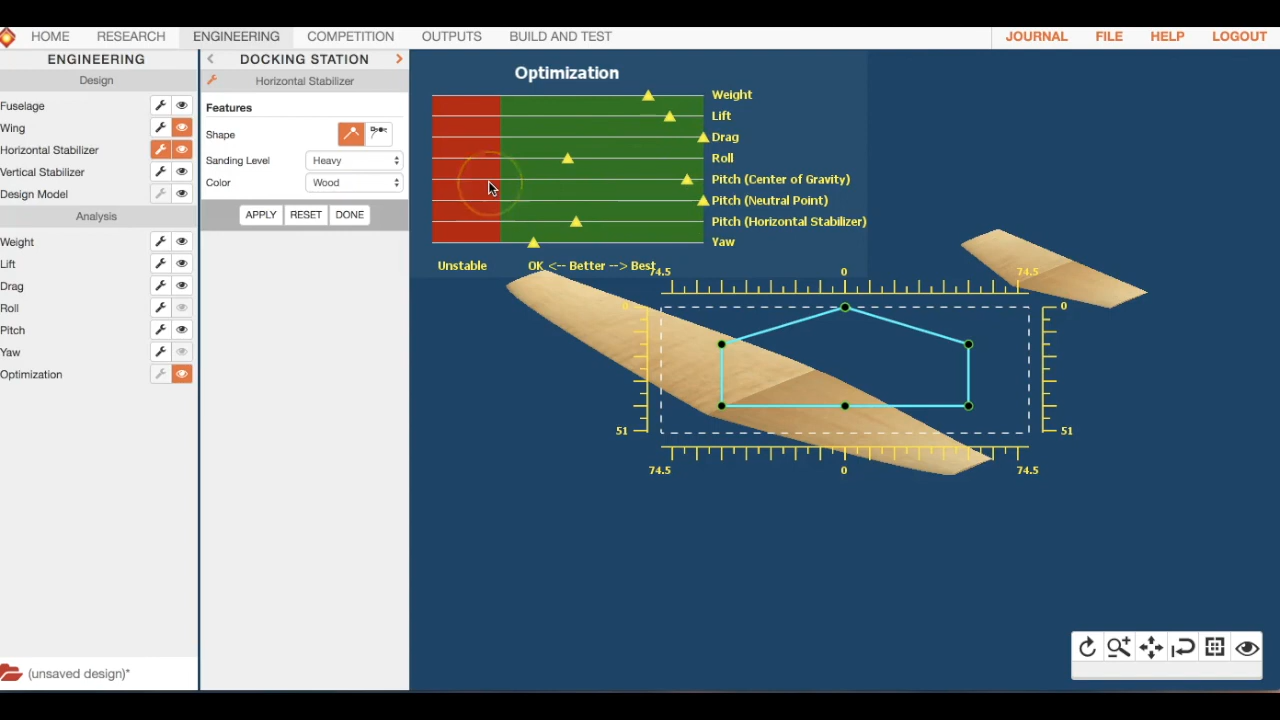 HOME RESEARCH ENGINEERING COMPETITION OUTPUTS BUILD AND TEST JOURNAL FILE HELP LOGOUT
ENGINEERING
Design
Fuselage
Wing
Horizontal Stabilizer
Vertical Stabilizer
Design Model
Analysis
Weight
Lift
Drag
Roll
Pitch
Yaw
Optimization
(unsaved design)*
DOCKING STATION
Horizontal Stabilizer
Features
Shape
Sanding Level Heavy
Color Wood
APPLY RESET DONE
Optimization
Weight
Lift
Drag
Roll
Pitch (Center of Gravity)
Pitch (Neutral Point)
Pitch (Horizontal Stabilizer)
Yaw
Unstable OK <-- Better --> Best
74.5 0 74.5
0 0
51 51
74.5 0 74.5